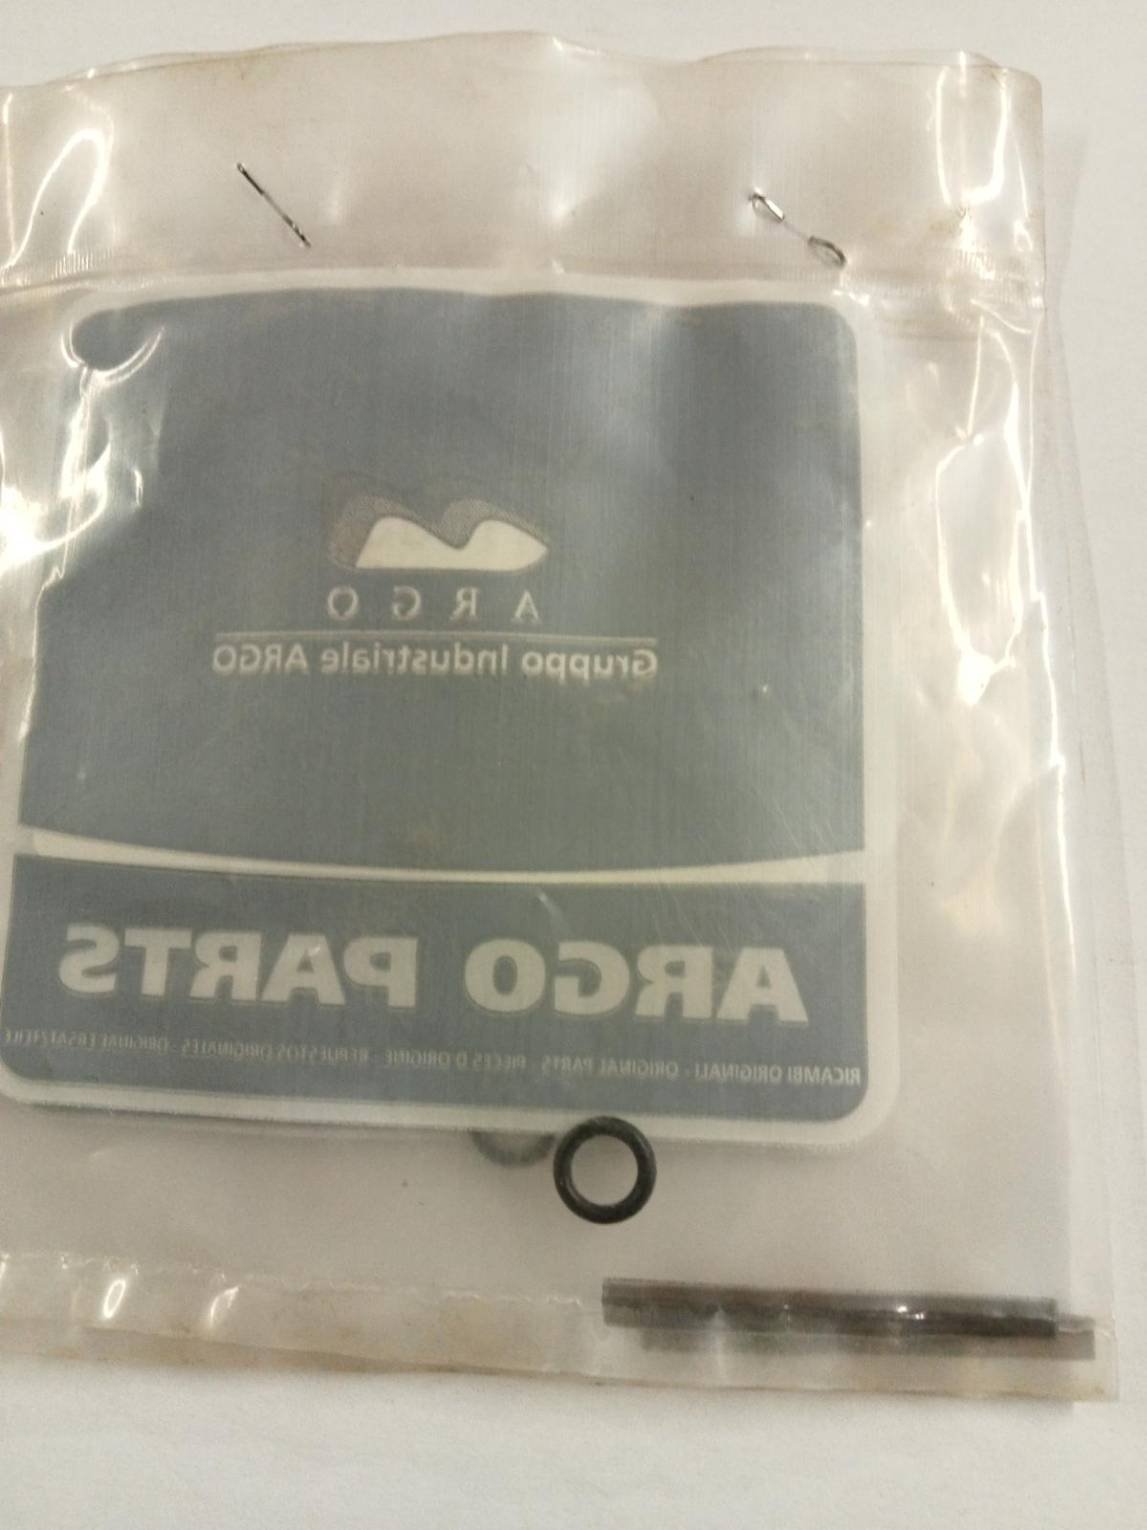 ARGO
Gruppo Industriale ARGO
ARGO PARTS
RICAMBI ORIGINALI - ORIGINAL PARTS - PIECES D ORIGINE - REPUESTOS ORIGINALES - ORIGINAL ERSATZTEILE